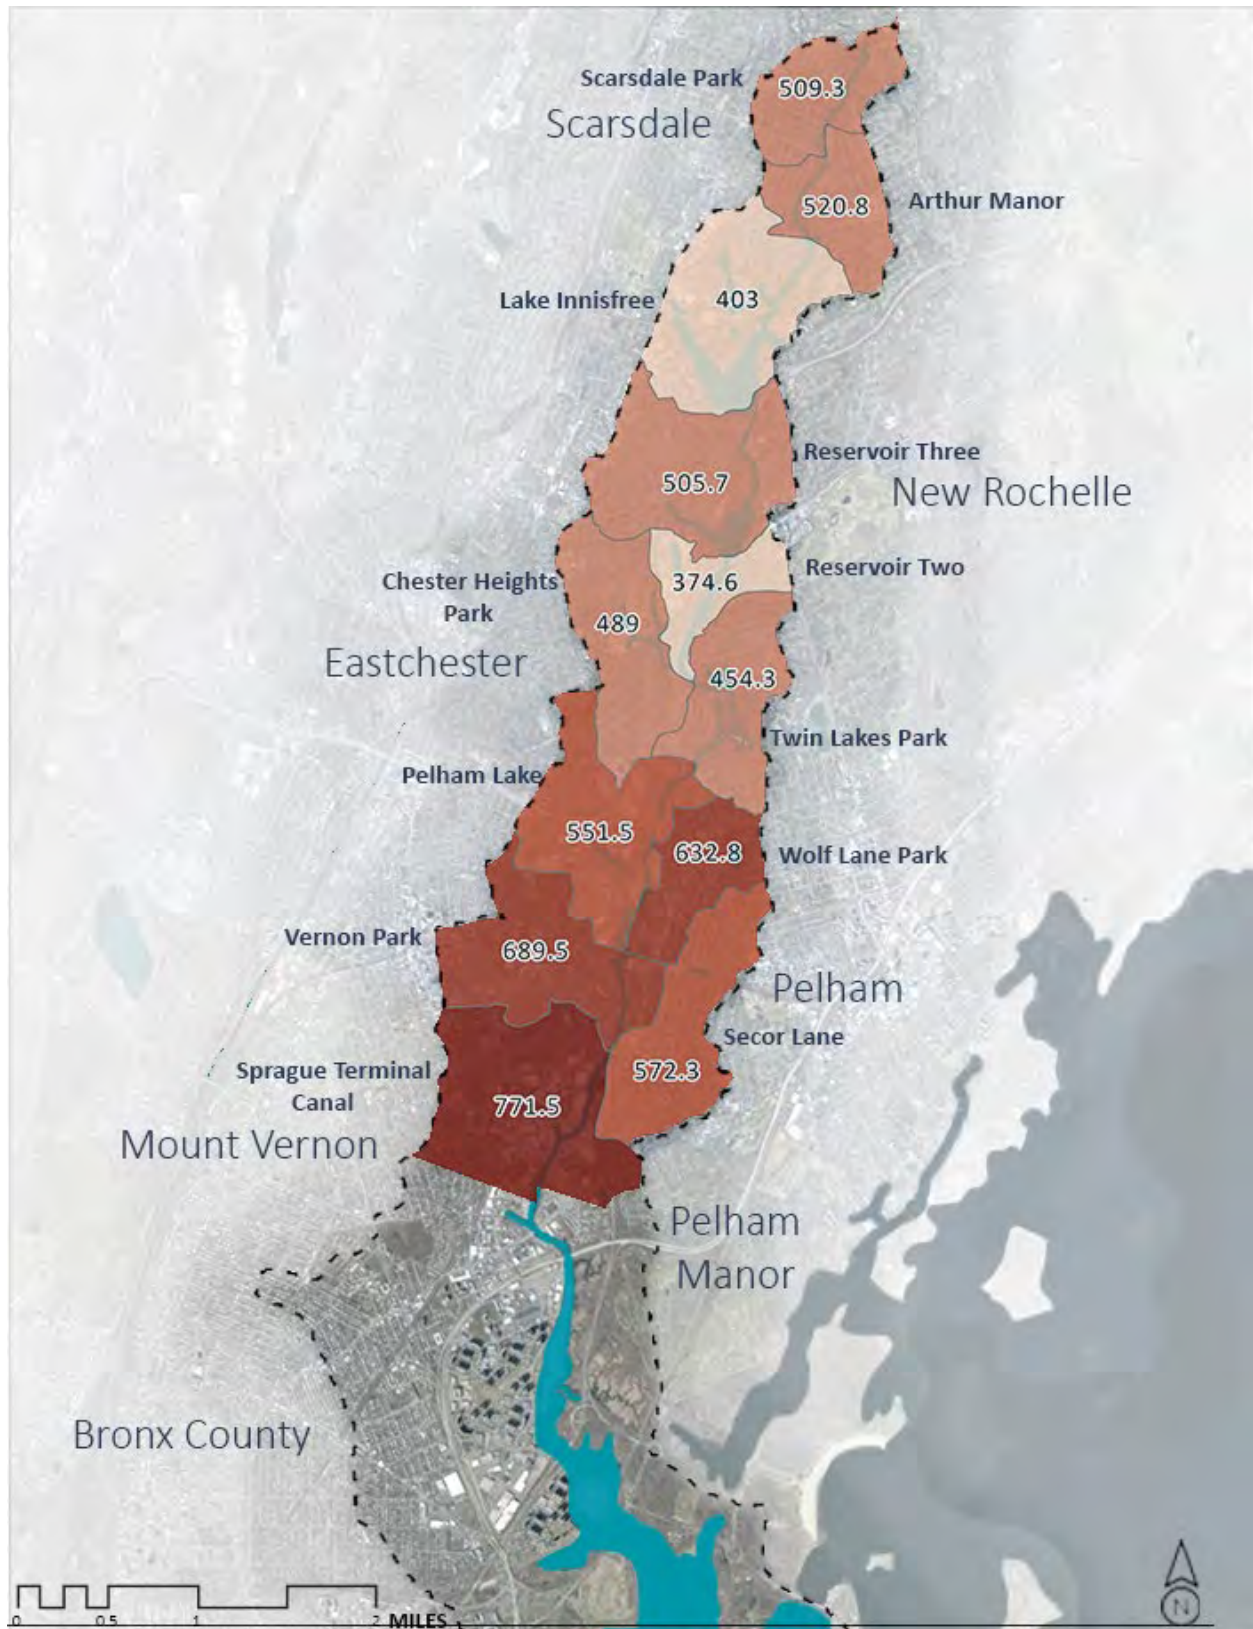 Scarsdale Park
509.3
Scarsdale
520.8
Arthur Manor
Lake Innisfree
403
Reservoir Three
505.7
New Rochelle
Reservoir Two
374.6
Chester Heights
Park
489
Eastchester
454.3
Twin Lakes Park
Pelham Lake
551.5
632.8
Wolf Lane Park
Vernon Park
689.5
Pelham
Secor Lane
Sprague Terminal
Canal
572.3
771.5
Mount Vernon
Pelham
Manor
Bronx County
0 0.5 1 2 MILES
N